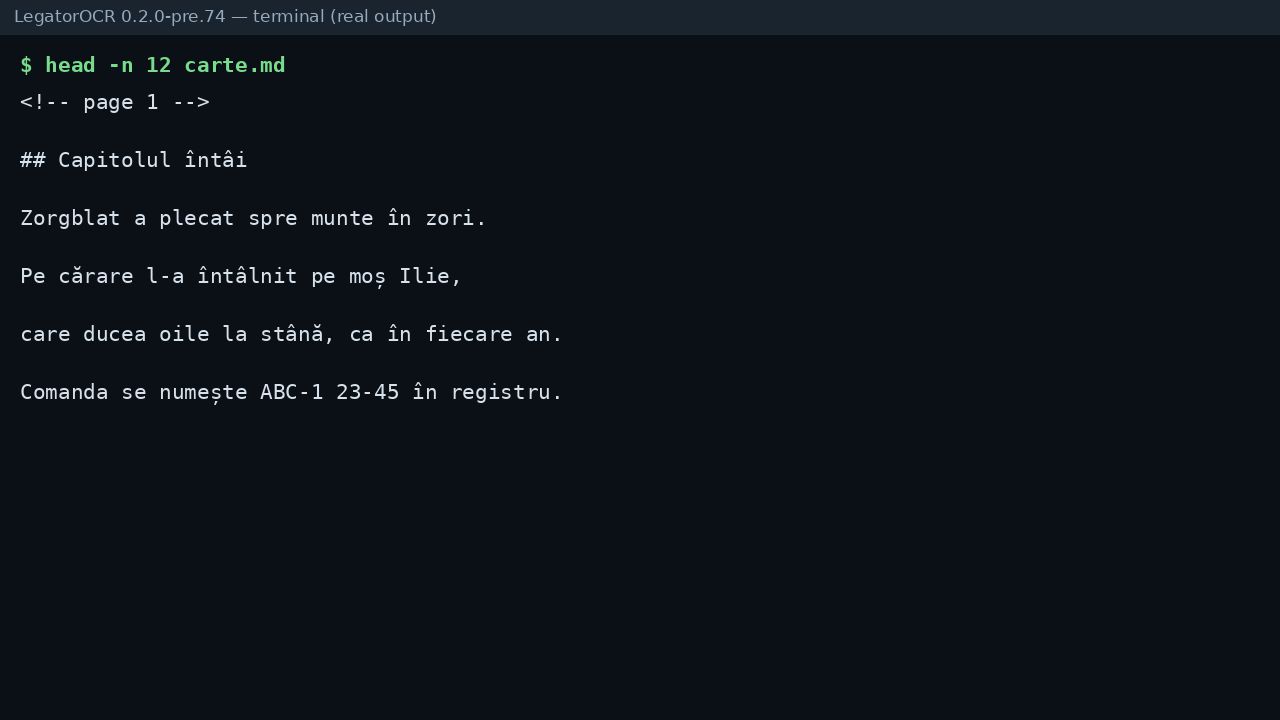 LegatorOCR 0.2.0-pre.74 — terminal (real output)
$ head -n 12 carte.md
<!-- page 1 -->
## Capitolul întâi
Zorgblat a plecat spre munte în zori.
Pe cărare l-a întâlnit pe moș Ilie,
care ducea oile la stână, ca în fiecare an.
Comanda se numește ABC-1 23-45 în registru.